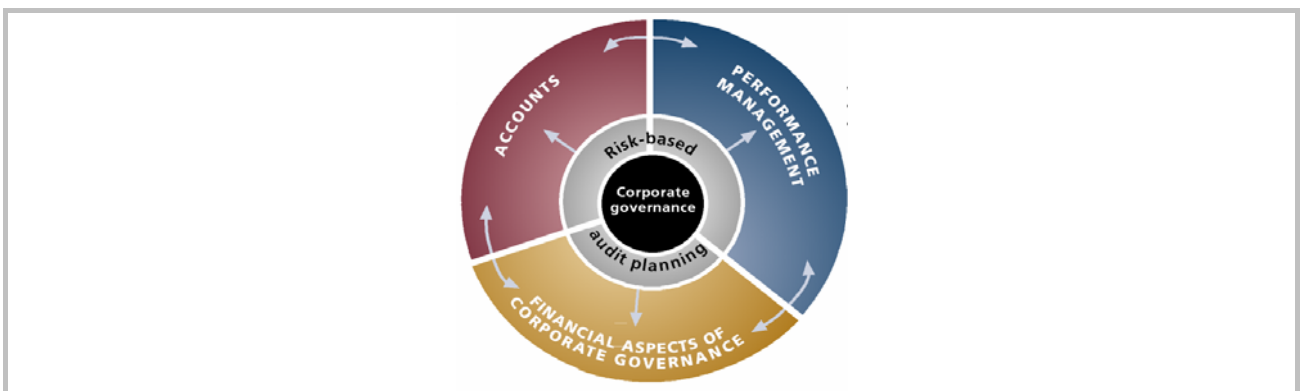 ACCOUNTS
PERFORMANCE
MANAGEMENT
Risk-based
Corporate
governance
audit planning
FINANCIAL ASPECTS OF
CORPORATE GOVERNANCE